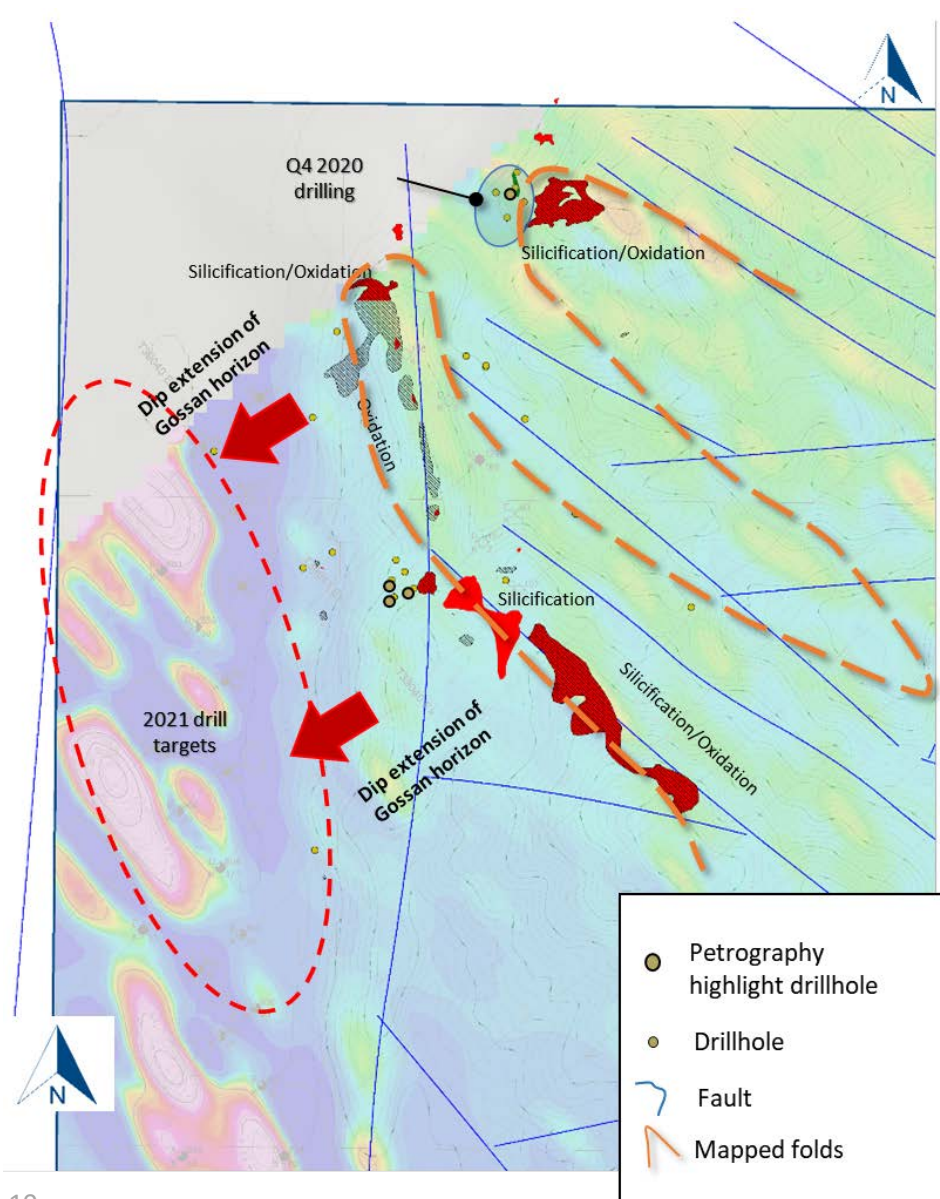 N
Q4 2020
drilling
Silicification/Oxidation
Silicification/Oxidation
Dip extension of
Gossan horizon
Oxidation
Silicification
2021 drill
targets
Silicification/Oxidation
Dip extension of
Gossan horizon
Petrography
highlight drillhole
Drillhole
Fault
Mapped folds
N